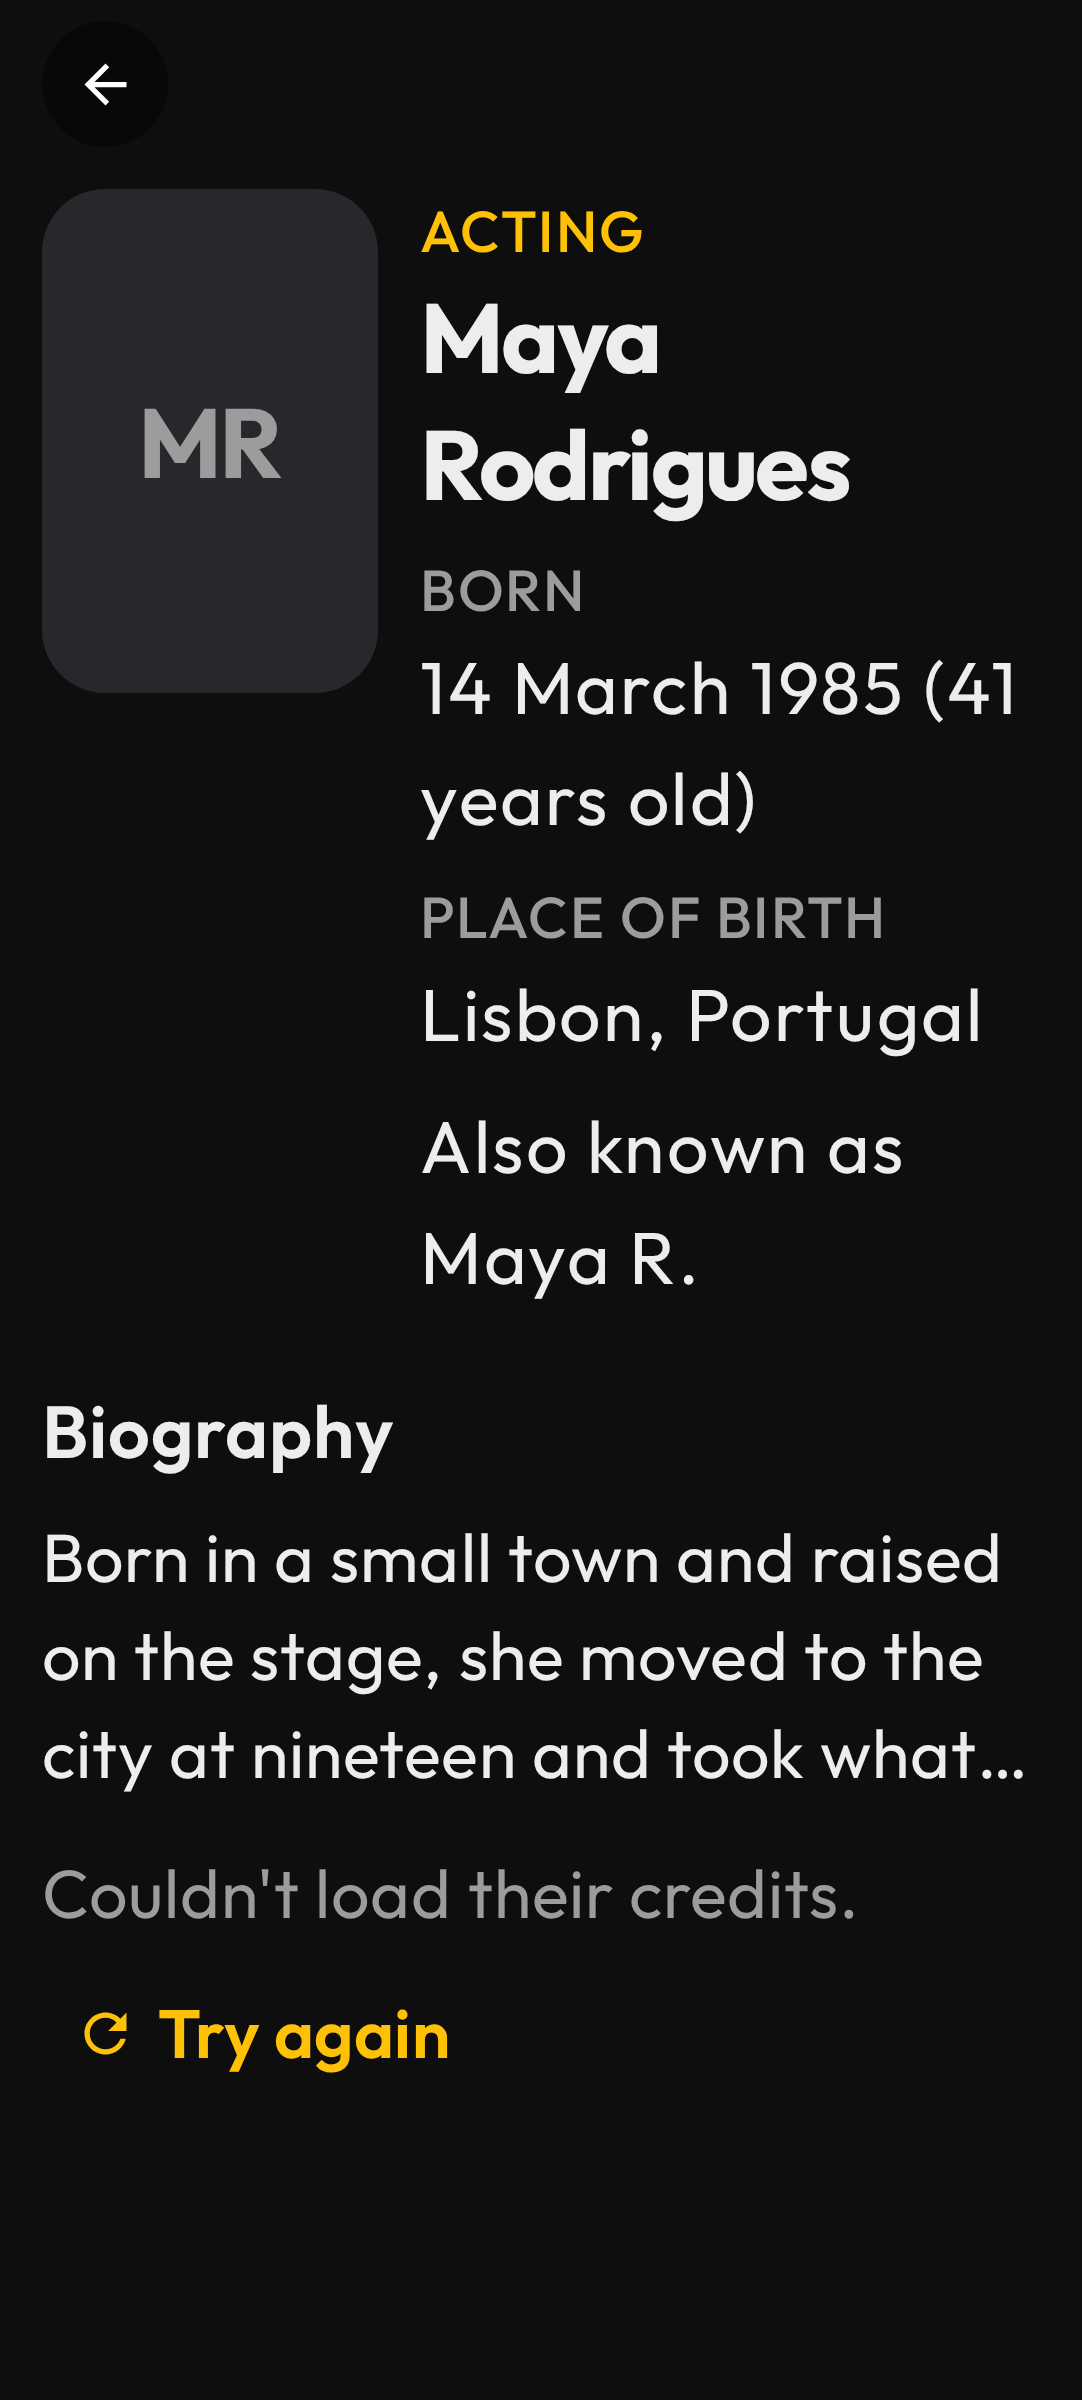 MR
ACTING
Maya
Rodrigues
BORN
14 March 1985 (41
years old)
PLACE OF BIRTH
Lisbon, Portugal
Also known as
Maya R.
Biography
Born in a small town and raised
on the stage, she moved to the
city at nineteen and took what…
Couldn't load their credits.
Try again